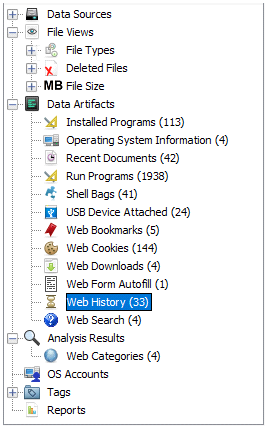 Data Sources
File Views
File Types
Deleted Files
MB File Size
Data Artifacts
Installed Programs (113)
Operating System Information (4)
Recent Documents (42)
Run Programs (1938)
Shell Bags (41)
USB Device Attached (24)
Web Bookmarks (5)
Web Cookies (144)
Web Downloads (4)
Web Form Autofill (1)
Web History (33)
Web Search (4)
Analysis Results
Web Categories (4)
OS Accounts
Tags
Reports